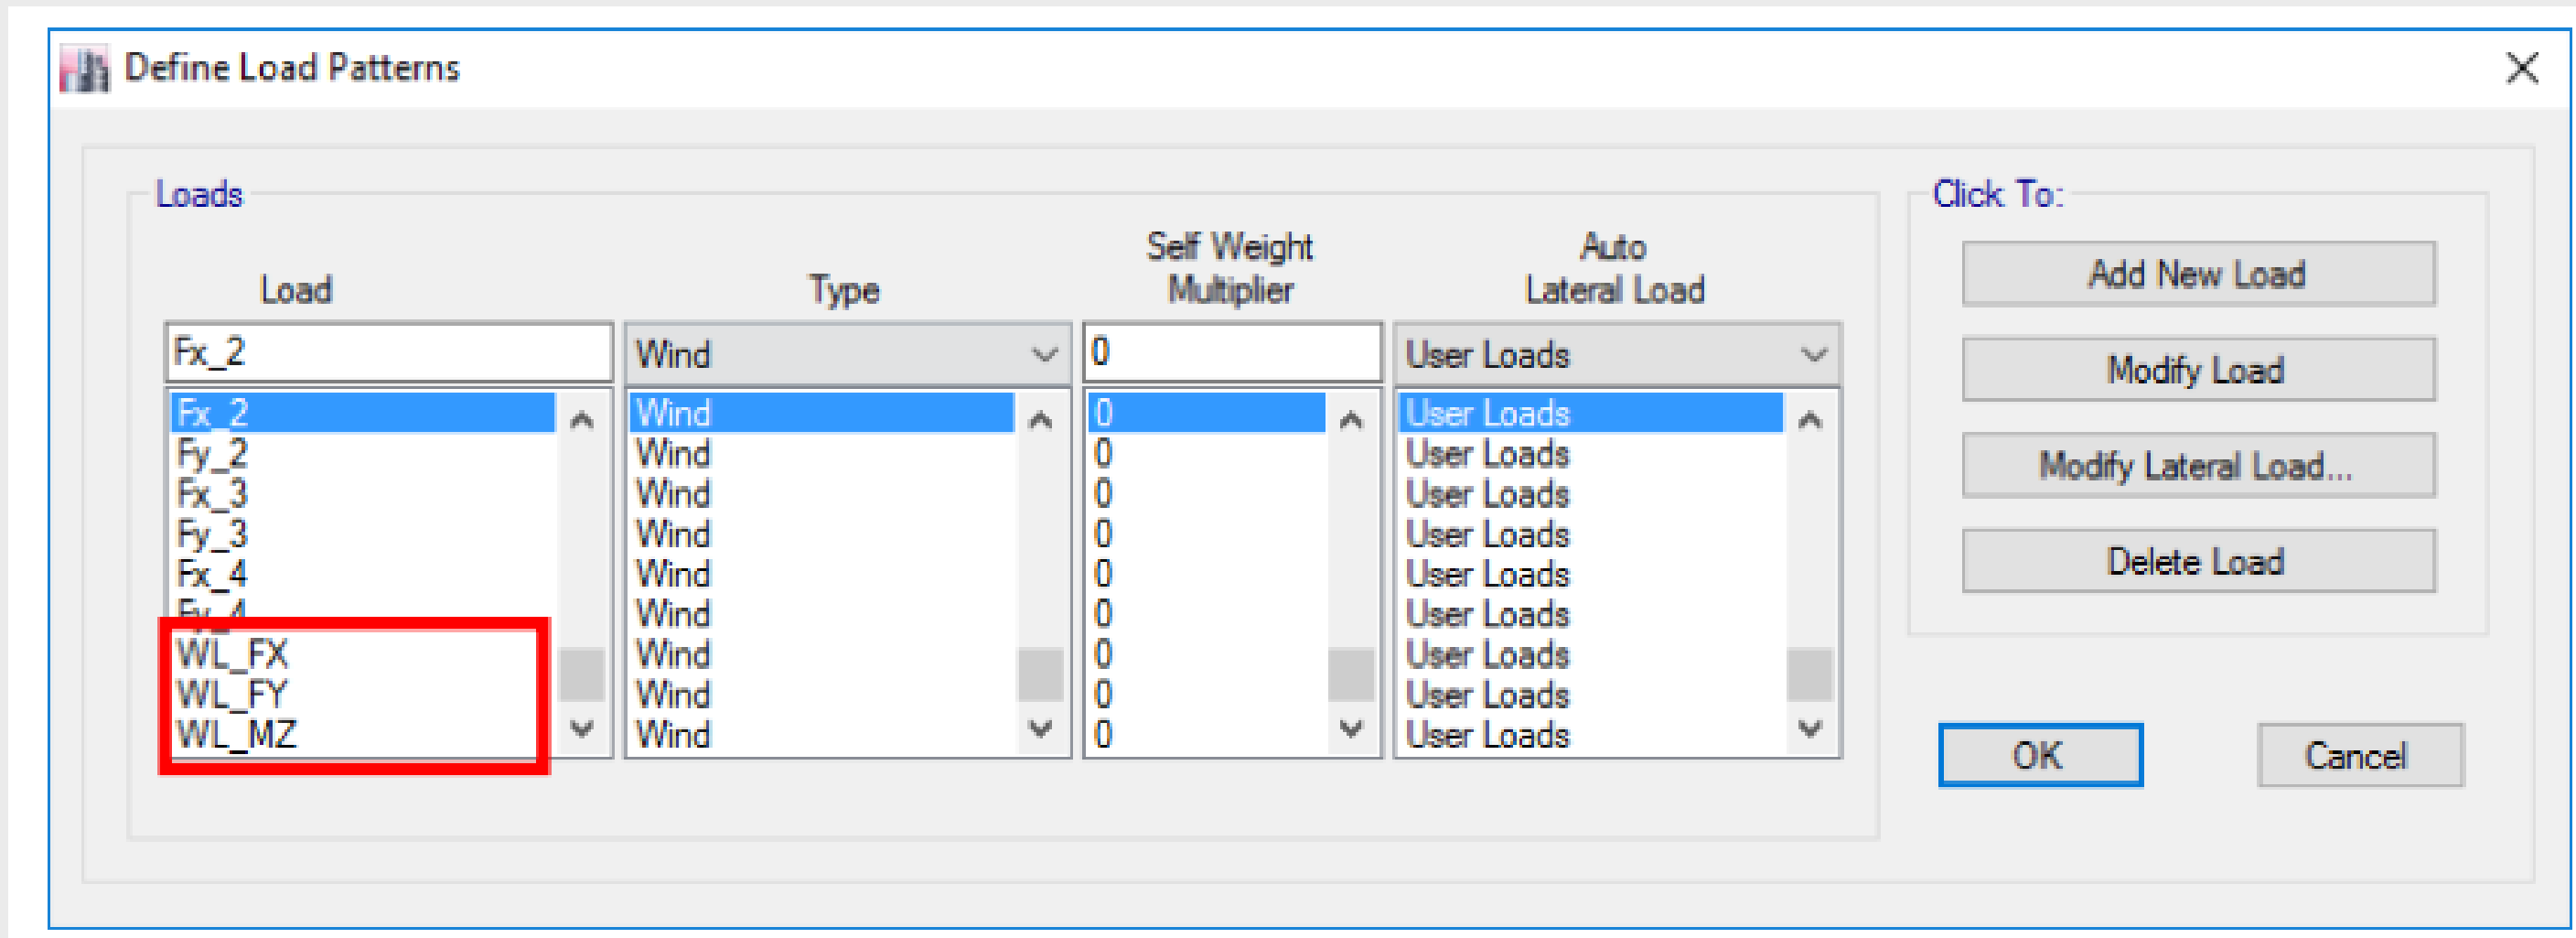 Define Load Patterns
Loads
Click To:
Load Type Self Weight Multiplier Auto Lateral Load
Fx_2 Wind 0 User Loads
Fx_2 Wind 0 User Loads
Fy_2 Wind 0 User Loads
Fx_3 Wind 0 User Loads
Fy_3 Wind 0 User Loads
Fx_4 Wind 0 User Loads
Fy_4 Wind 0 User Loads
WL_FX Wind 0 User Loads
WL_FY Wind 0 User Loads
WL_MZ Wind 0 User Loads
Add New Load
Modify Load
Modify Lateral Load...
Delete Load
OK
Cancel